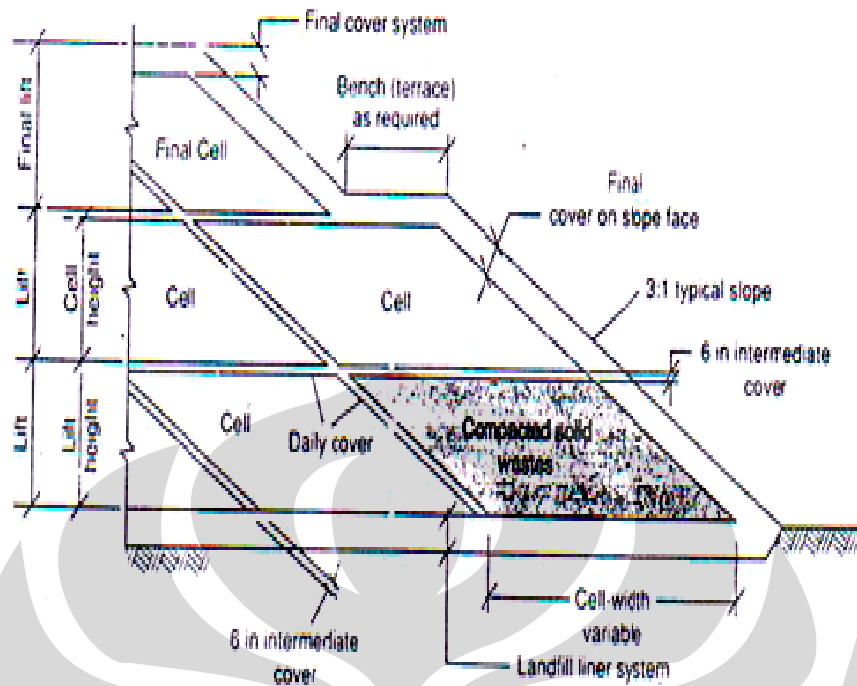 Final cover system
Bench (terrace)
as required
Final lift
Final Cell
Final
cover on slope face
Lift
Cell
height
Cell
Cell
3:1 typical slope
6 in intermediate
cover
Lift
Lift
height
Cell
Daily cover
Compacted solid
wastes
Cell-width
variable
6 in intermediate
cover
Landfill liner system